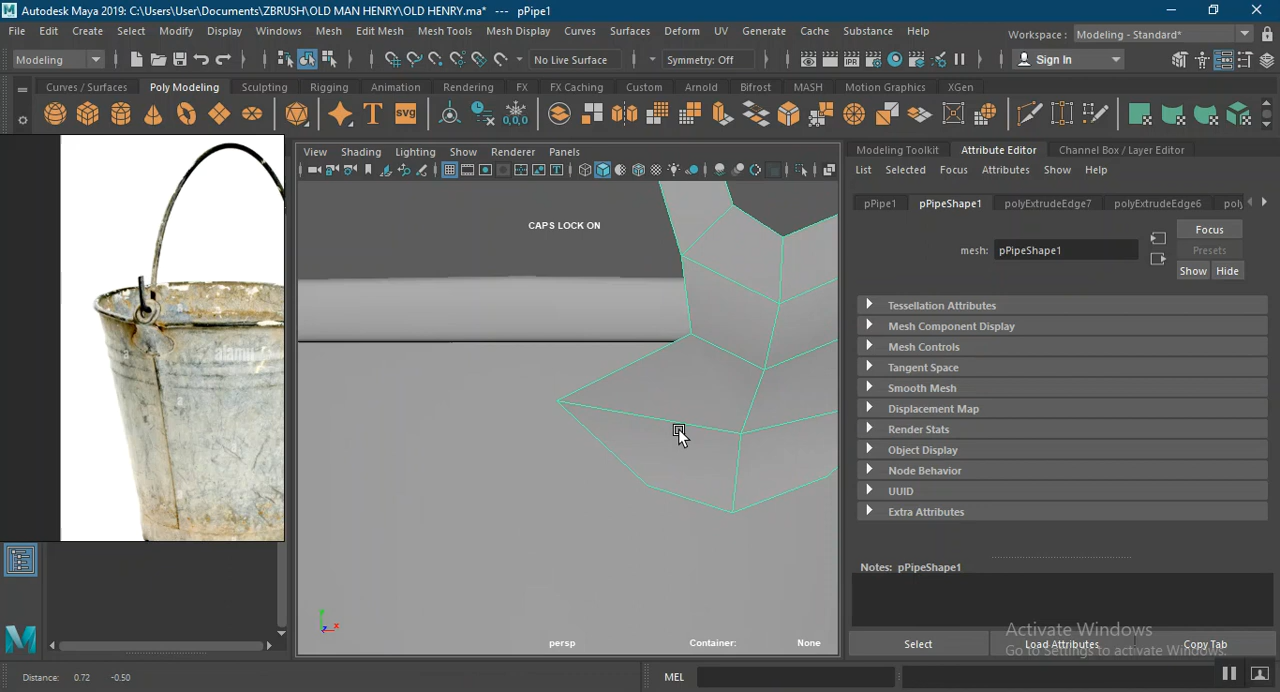 Autodesk Maya 2019: C:\Users\User\Documents\ZBRUSH\OLD MAN HENRY\OLD HENRY.ma* --- pPipe1
File Edit Create Select Modify Display Windows Mesh Edit Mesh Mesh Tools Mesh Display Curves Surfaces Deform UV Generate Cache Substance Help
Workspace : Modeling - Standard*
Modeling No Live Surface Symmetry: Off Sign In
Curves / Surfaces Poly Modeling Sculpting Rigging Animation Rendering FX FX Caching Custom Arnold Bifrost MASH Motion Graphics XGen
T SVG 0,0,0
View Shading Lighting Show Renderer Panels
Modeling Toolkit Attribute Editor Channel Box / Layer Editor
List Selected Focus Attributes Show Help
pPipe1 pPipeShape1 polyExtrudeEdge7 polyExtrudeEdge6 poly
CAPS LOCK ON
Focus
mesh: pPipeShape1 Presets
Show Hide
Tessellation Attributes
Mesh Component Display
Mesh Controls
Tangent Space
Smooth Mesh
Displacement Map
Render Stats
Object Display
Node Behavior
UUID
Extra Attributes
a alamy a
a
Notes: pPipeShape1
persp Container: None
Activate Windows
Go to Settings to activate Windows.
Select Load Attributes Copy Tab
Distance: 0.72 -0.50 MEL